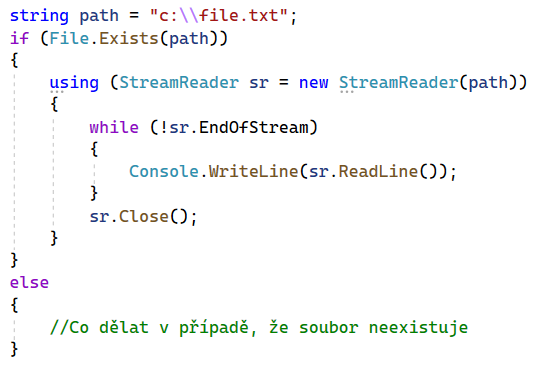 string path = "c:\\file.txt";
if (File.Exists(path))
{
    using (StreamReader sr = new StreamReader(path))
    {
        while (!sr.EndOfStream)
        {
            Console.WriteLine(sr.ReadLine());
        }
        sr.Close();
    }
}
else
{
    //Co dělat v případě, že soubor neexistuje
}